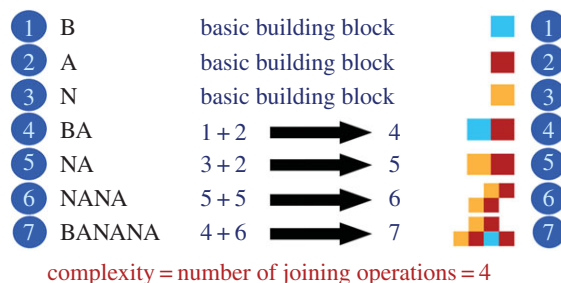 1 B basic building block 1
2 A basic building block 2
3 N basic building block 3
4 BA 1 + 2 4 4
5 NA 3 + 2 5 5
6 NANA 5 + 5 6 6
7 BANANA 4 + 6 7 7
complexity = number of joining operations = 4